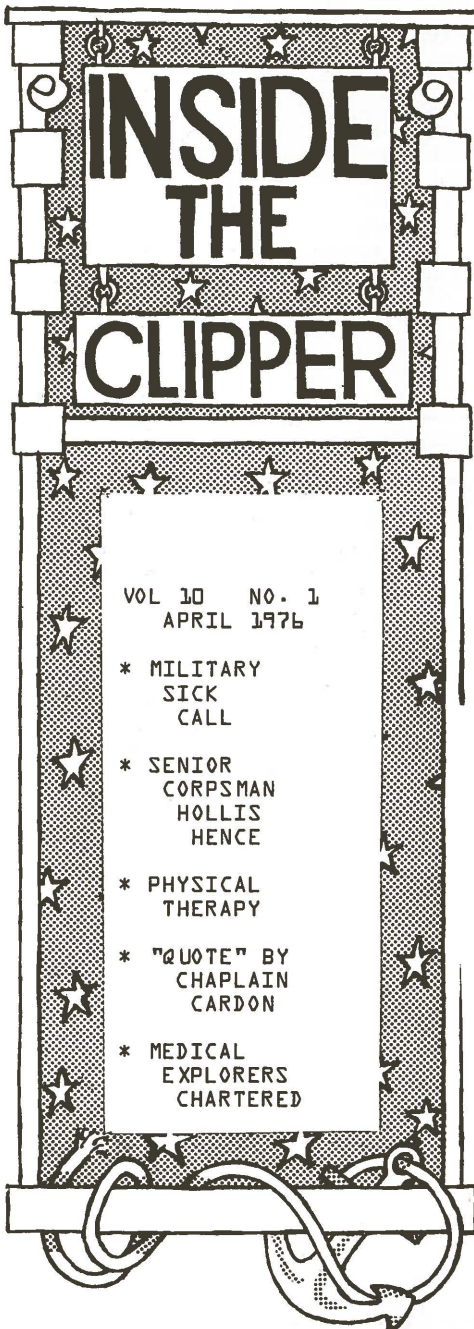 INSIDE
THE
CLIPPER
VOL 10 NO. 1
APRIL 1976
* MILITARY
SICK
CALL
* SENIOR
CORPSMAN
HOLLIS
HENCE
* PHYSICAL
THERAPY
* "QUOTE" BY
CHAPLAIN
CARDON
* MEDICAL
EXPLORERS
CHARTERED